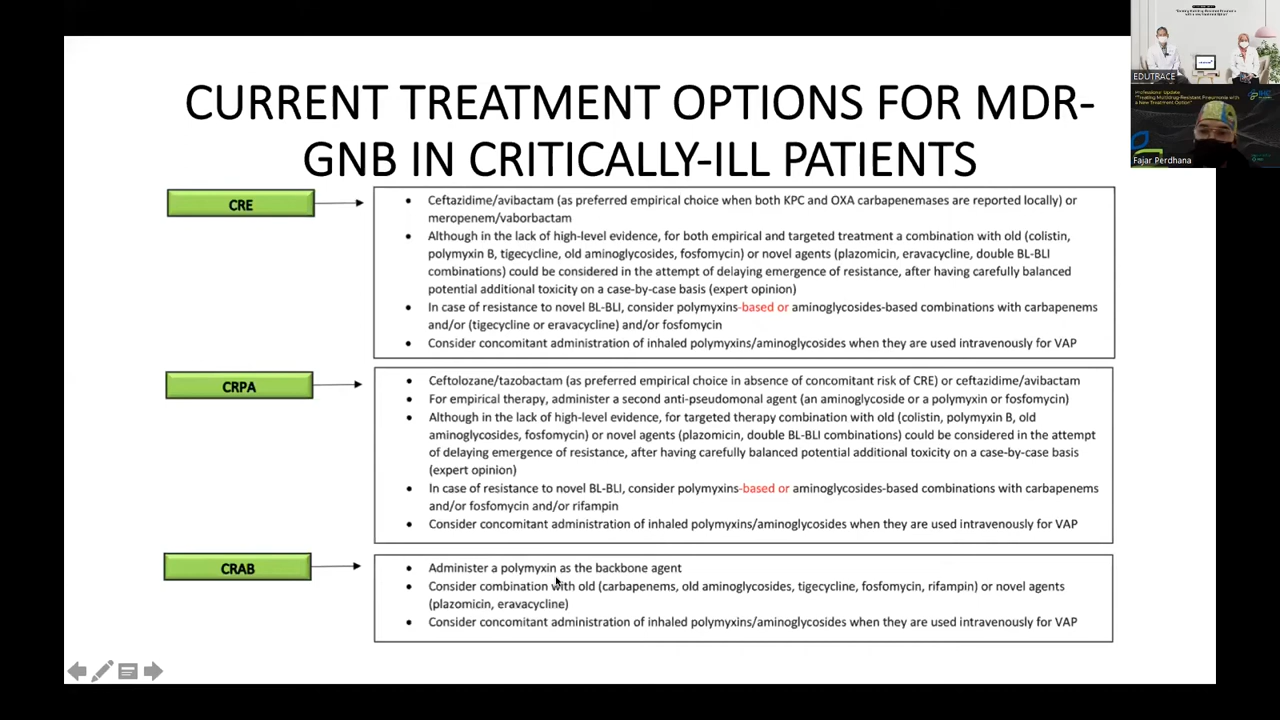 CURRENT TREATMENT OPTIONS FOR MDR-
GNB IN CRITICALLY-ILL PATIENTS
CRE
• Ceftazidime/avibactam (as preferred empirical choice when both KPC and OXA carbapenemases are reported locally) or
meropenem/vaborbactam
• Although in the lack of high-level evidence, for both empirical and targeted treatment a combination with old (colistin,
polymyxin B, tigecycline, old aminoglycosides, fosfomycin) or novel agents (plazomicin, eravacycline, double BL-BLI
combinations) could be considered in the attempt of delaying emergence of resistance, after having carefully balanced
potential additional toxicity on a case-by-case basis (expert opinion)
• In case of resistance to novel BL-BLI, consider polymyxins-based or aminoglycosides-based combinations with carbapenems
and/or (tigecycline or eravacycline) and/or fosfomycin
• Consider concomitant administration of inhaled polymyxins/aminoglycosides when they are used intravenously for VAP
CRPA
• Ceftolozane/tazobactam (as preferred empirical choice in absence of concomitant risk of CRE) or ceftazidime/avibactam
• For empirical therapy, administer a second anti-pseudomonal agent (an aminoglycoside or a polymyxin or fosfomycin)
• Although in the lack of high-level evidence, for targeted therapy combination with old (colistin, polymyxin B, old
aminoglycosides, fosfomycin) or novel agents (plazomicin, double BL-BLI combinations) could be considered in the attempt
of delaying emergence of resistance, after having carefully balanced potential additional toxicity on a case-by-case basis
(expert opinion)
• In case of resistance to novel BL-BLI, consider polymyxins-based or aminoglycosides-based combinations with carbapenems
and/or fosfomycin and/or rifampin
• Consider concomitant administration of inhaled polymyxins/aminoglycosides when they are used intravenously for VAP
CRAB
• Administer a polymyxin as the backbone agent
• Consider combination with old (carbapenems, old aminoglycosides, tigecycline, fosfomycin, rifampin) or novel agents
(plazomicin, eravacycline)
• Consider concomitant administration of inhaled polymyxins/aminoglycosides when they are used intravenously for VAP
EDUTRACE
Professional Update
"Treating Multidrug-Resistant Pneumonia with
a New Treatment Option"
Fajar Perdhana